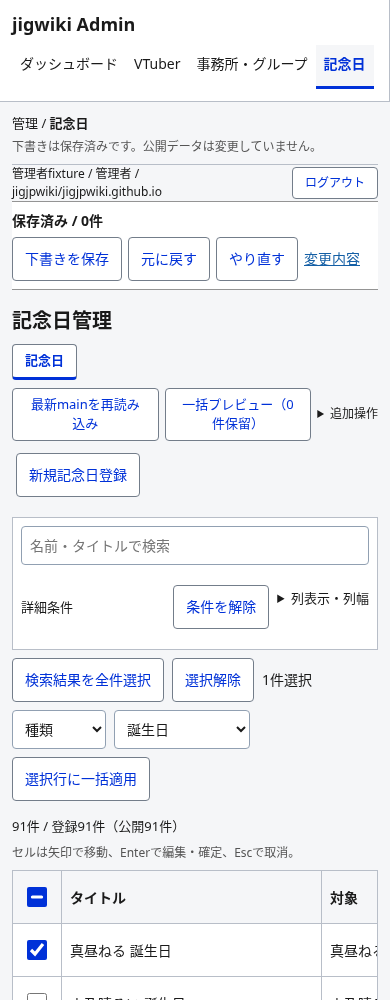 jigwiki Admin
ダッシュボード VTuber 事務所・グループ 記念日
管理 / 記念日
下書きは保存済みです。公開データは変更していません。
管理者fixture / 管理者 /
jigjpwiki/jigjpwiki.github.io
ログアウト
保存済み / 0件
下書きを保存 元に戻す やり直す 変更内容
記念日管理
記念日
最新mainを再読み
込み
一括プレビュー（0
件保留）
▶ 追加操作
新規記念日登録
名前・タイトルで検索
詳細条件 条件を解除 ▶ 列表示・列幅
検索結果を全件選択 選択解除 1件選択
種類 誕生日
選択行に一括適用
91件 / 登録91件（公開91件）
セルは矢印で移動、Enterで編集・確定、Escで取消。
タイトル 対象
真昼ねる 誕生日 真昼ねる